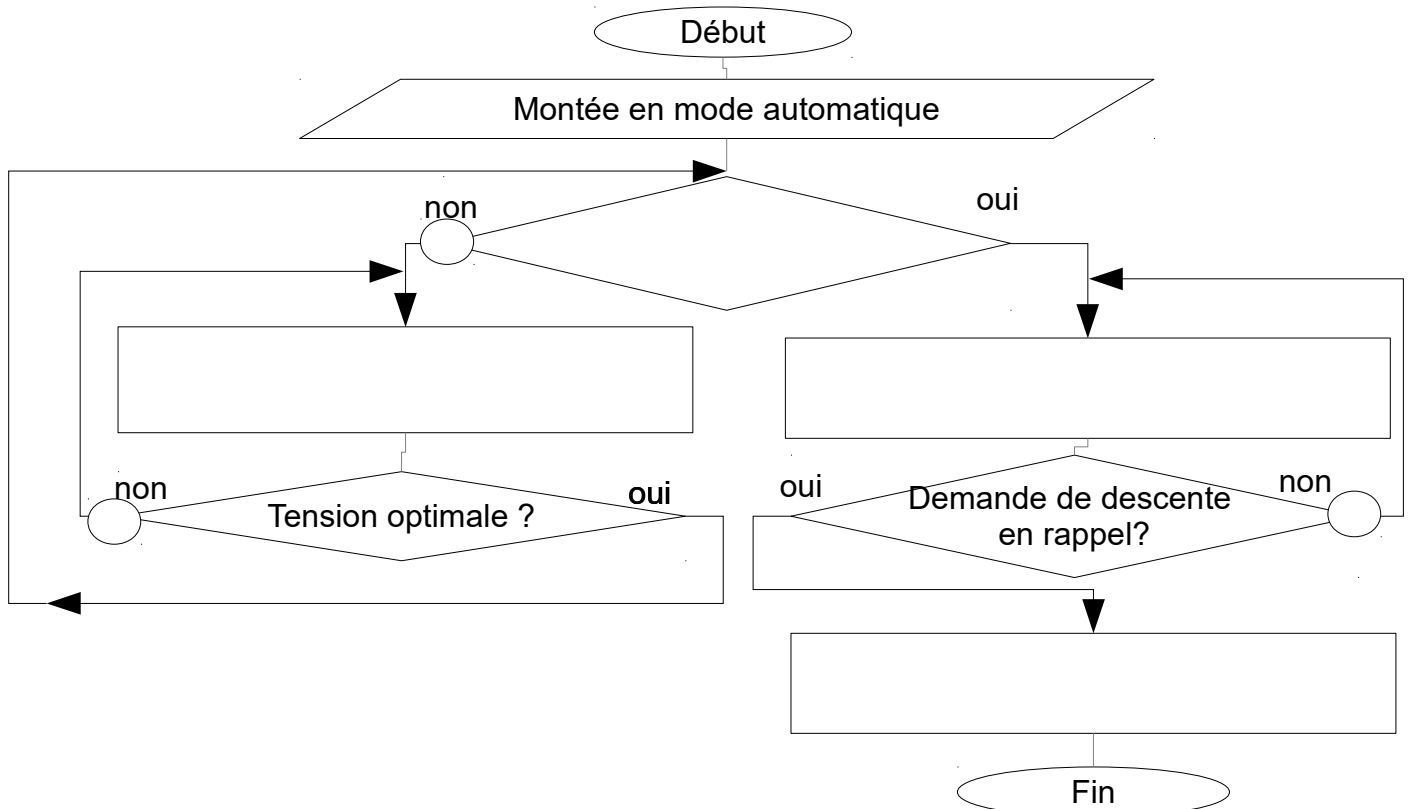 Début
Montée en mode automatique
non
oui
non
Tension optimale ?
oui
oui
Demande de descente
en rappel?
non
Fin